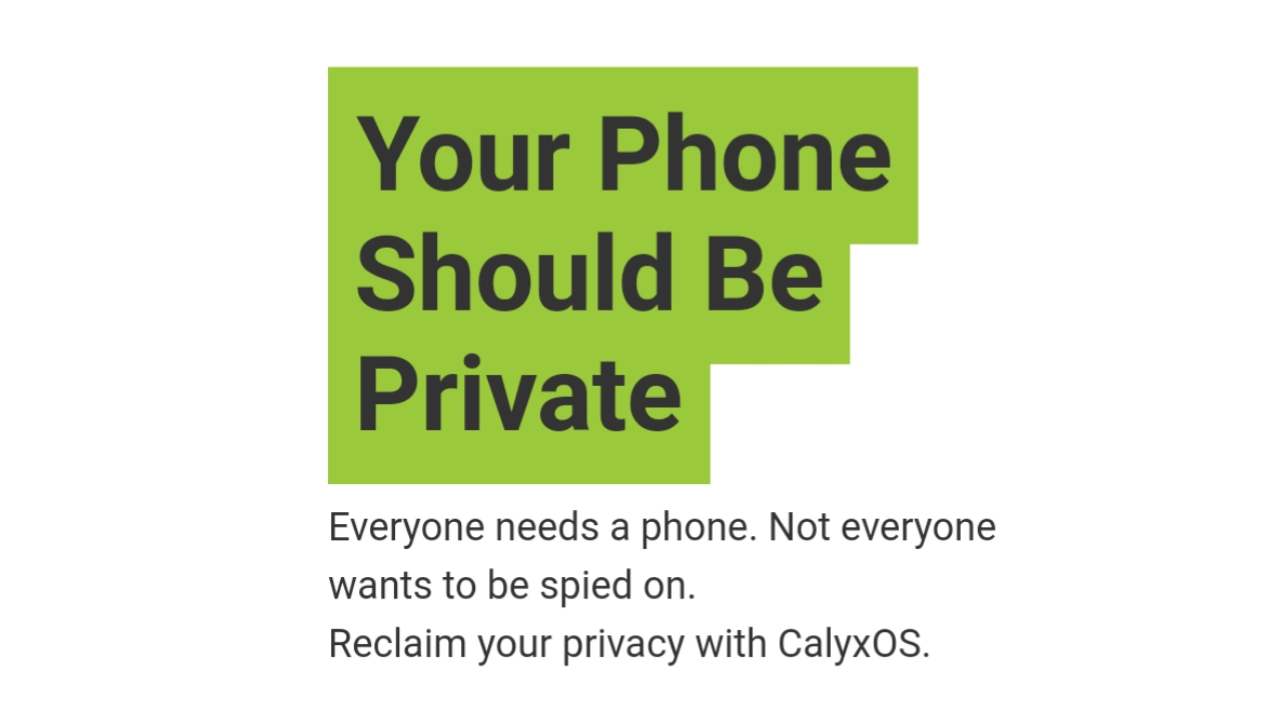 Your Phone
Should Be
Private
Everyone needs a phone. Not everyone
wants to be spied on.
Reclaim your privacy with CalyxOS.